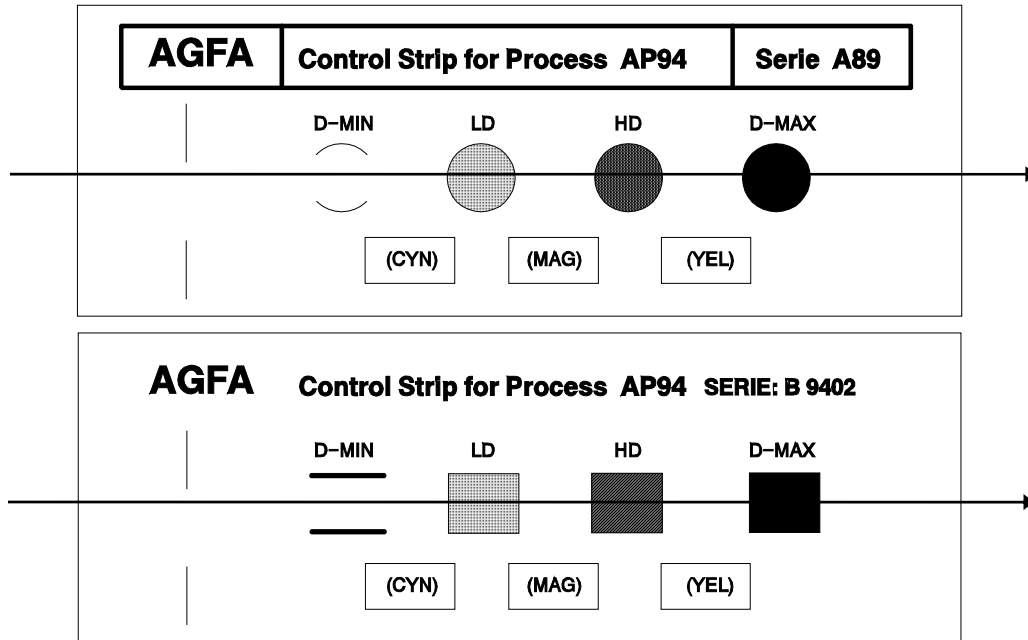 AGFA Control Strip for Process AP94 Serie A89
D-MIN LD HD D-MAX
(CYN) (MAG) (YEL)
AGFA Control Strip for Process AP94 SERIE: B 9402
D-MIN LD HD D-MAX
(CYN) (MAG) (YEL)